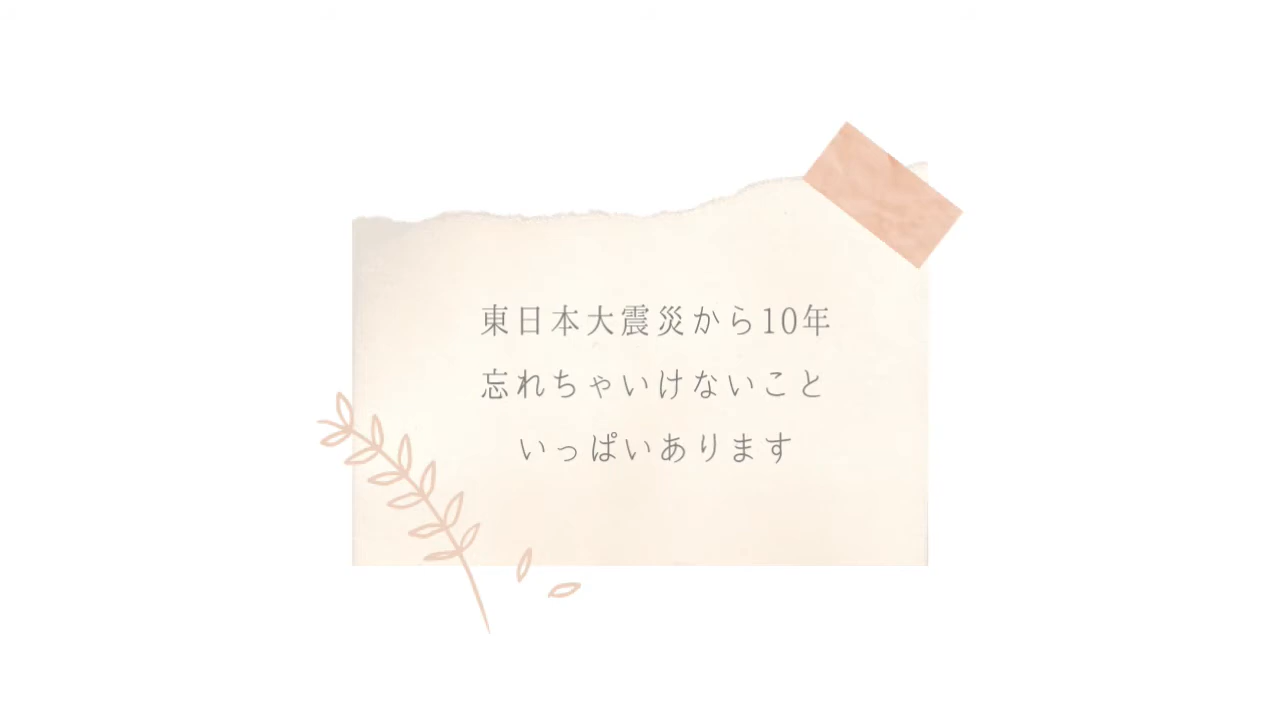 東日本大震災から10年
忘れちゃいけないこと
いっぱいあります